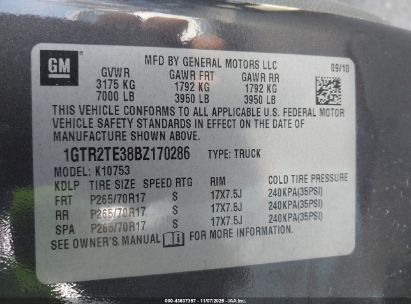 GM
MFD BY GENERAL MOTORS LLC
09/10
GVWR GAWR FRT GAWR RR
3175 KG 1792 KG 1792 KG
7000 LB 3950 LB 3950 LB
THIS VEHICLE CONFORMS TO ALL APPLICABLE U.S. FEDERAL MOTOR
VEHICLE SAFETY STANDARDS IN EFFECT ON THE DATE OF
MANUFACTURE SHOWN ABOVE.
1GTR2TE38BZ170286 TYPE: TRUCK
MODEL: K10753
KDLP TIRE SIZE SPEED RTG RIM COLD TIRE PRESSURE
FRT P265/70R17 S 17X7.5J 240KPA(35PSI)
RR P265/70R17 S 17X7.5J 240KPA(35PSI)
SPA P265/70R17 S 17X7.5J 240KPA(35PSI)
SEE OWNER'S MANUAL FOR MORE INFORMATION.